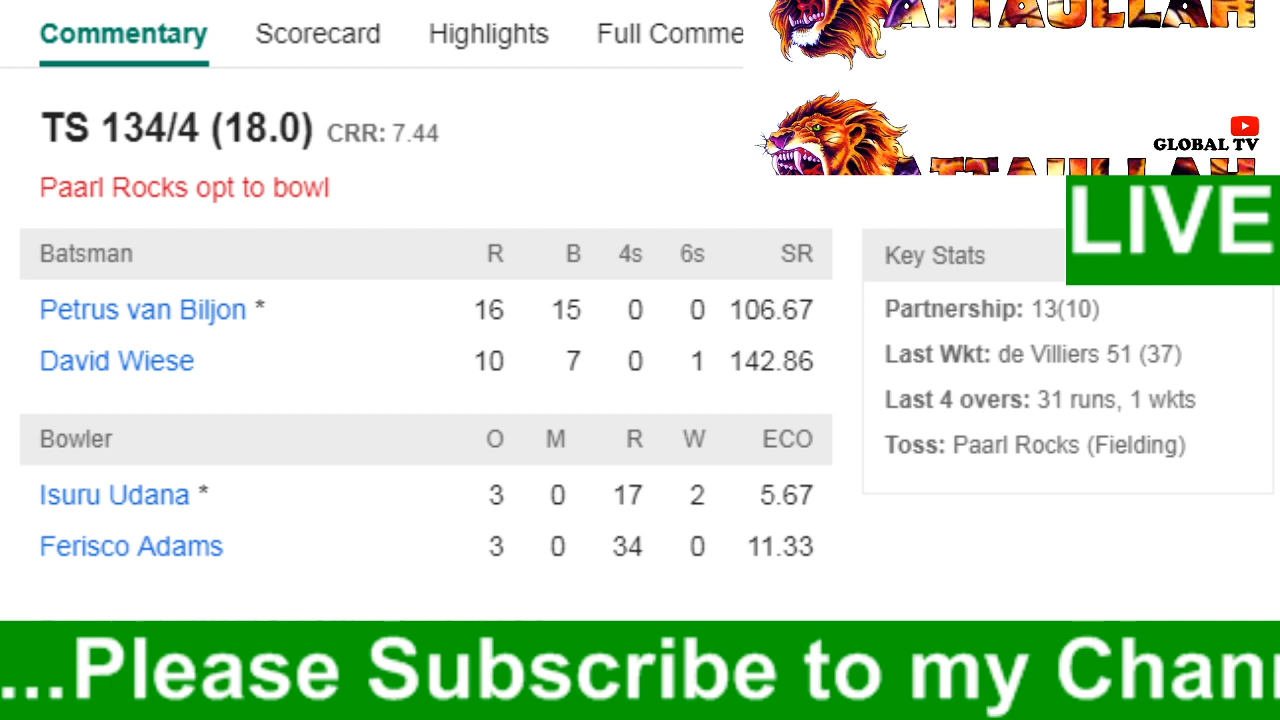 Commentary Scorecard Highlights Full Comme
ATTAULLAH
TS 134/4 (18.0) CRR: 7.44
GLOBAL TV
ATTAULLAH
Paarl Rocks opt to bowl
LIVE
Batsman R B 4s 6s SR
Petrus van Biljon * 16 15 0 0 106.67
David Wiese 10 7 0 1 142.86
Bowler O M R W ECO
Isuru Udana * 3 0 17 2 5.67
Ferisco Adams 3 0 34 0 11.33
Key Stats
Partnership: 13(10)
Last Wkt: de Villiers 51 (37)
Last 4 overs: 31 runs, 1 wkts
Toss: Paarl Rocks (Fielding)
...Please Subscribe to my Chan